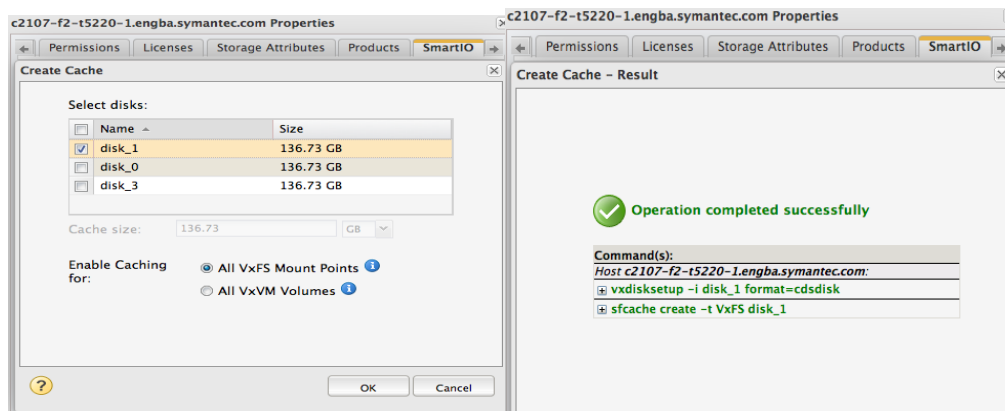 c2107-f2-t5220-1.engba.symantec.com Properties
Permissions Licenses Storage Attributes Products SmartIO
Create Cache
Select disks:
Name Size
disk_1 136.73 GB
disk_0 136.73 GB
disk_3 136.73 GB
Cache size: 136.73 GB
Enable Caching for:
All VxFS Mount Points
All VxVM Volumes
? OK Cancel
c2107-f2-t5220-1.engba.symantec.com Properties
Permissions Licenses Storage Attributes Products SmartIO
Create Cache - Result
Operation completed successfully
Command(s):
Host c2107-f2-t5220-1.engba.symantec.com:
vxdisksetup -i disk_1 format=cdsdisk
sfcache create -t VxFS disk_1